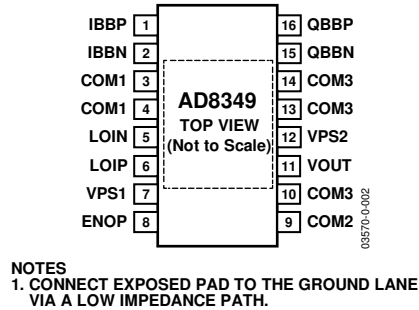 IBBP 1
IBBN 2
COM1 3
COM1 4
LOIN 5
LOIP 6
VPS1 7
ENOP 8
AD8349
TOP VIEW
(Not to Scale)
16 QBBP
15 QBBN
14 COM3
13 COM3
12 VPS2
11 VOUT
10 COM3
9 COM2
03570-0-002
NOTES
1. CONNECT EXPOSED PAD TO THE GROUND LANE
VIA A LOW IMPEDANCE PATH.